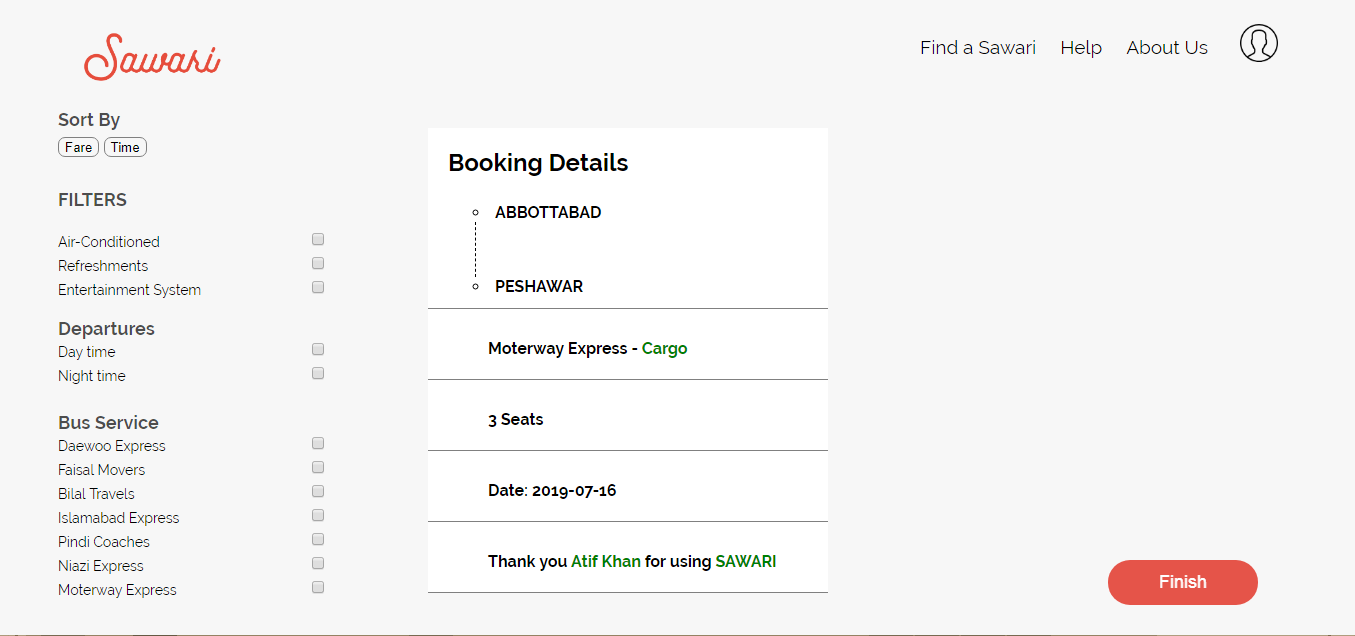 Sawari
Find a Sawari Help About Us
Sort By
Fare Time
FILTERS
Air-Conditioned
Refreshments
Entertainment System
Departures
Day time
Night time
Bus Service
Daewoo Express
Faisal Movers
Bilal Travels
Islamabad Express
Pindi Coaches
Niazi Express
Moterway Express
Booking Details
ABBOTTABAD
PESHAWAR
Moterway Express - Cargo
3 Seats
Date: 2019-07-16
Thank you Atif Khan for using SAWARI
Finish